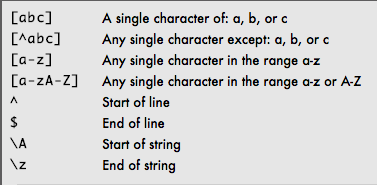 [abc] A single character of: a, b, or c
[^abc] Any single character except: a, b, or c
[a-z] Any single character in the range a-z
[a-zA-Z] Any single character in the range a-z or A-Z
^ Start of line
$ End of line
\A Start of string
\z End of string